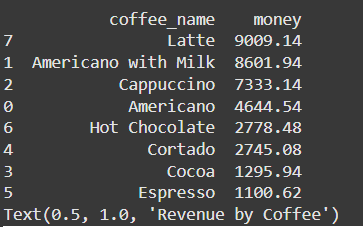 coffee_name money
7 Latte 9009.14
1 Americano with Milk 8601.94
2 Cappuccino 7333.14
0 Americano 4644.54
6 Hot Chocolate 2778.48
4 Cortado 2745.08
3 Cocoa 1295.94
5 Espresso 1100.62
Text(0.5, 1.0, 'Revenue by Coffee')